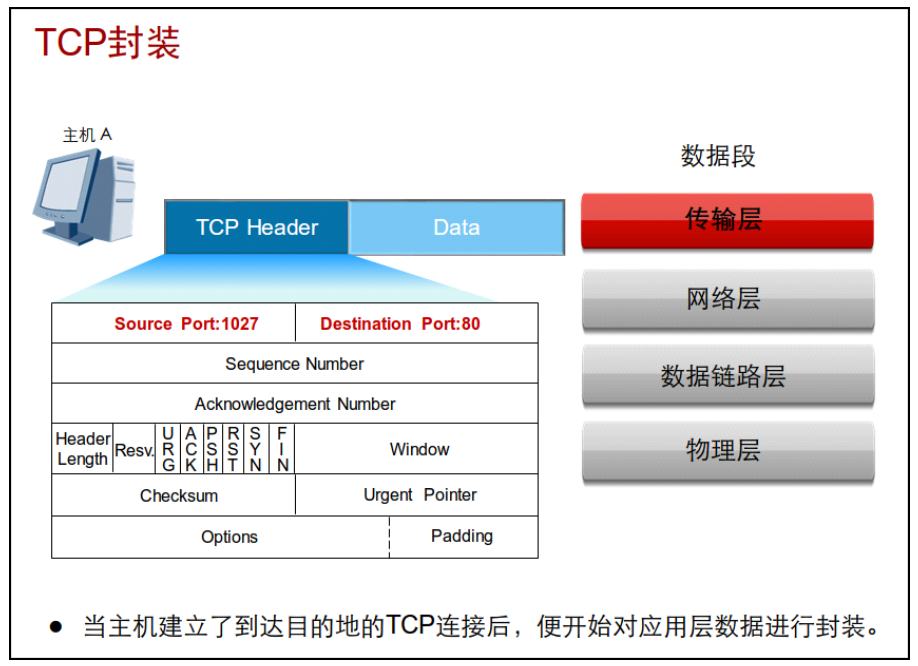 TCP封装
主机 A
数据段
TCP Header Data
传输层
网络层
数据链路层
物理层
Source Port:1027 Destination Port:80
Sequence Number
Acknowledgement Number
Header Length Resv. URG ACK PSH RST SYN FIN Window
Checksum Urgent Pointer
Options Padding
● 当主机建立了到达目的地的TCP连接后，便开始对应用层数据进行封装。